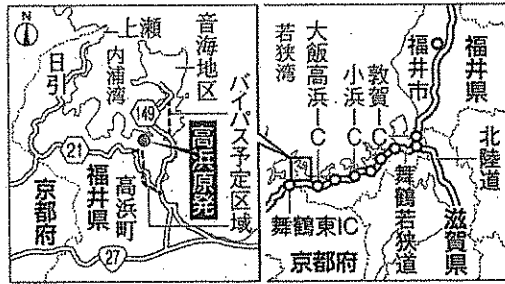 N
上瀬
日引
内浦湾
音海地区
バイパス予定区域
149
21
高浜原発
高浜町
福井県
京都府
27
若狭湾
大飯高浜IC
小浜IC
敦賀IC
福井市
福井県
北陸道
舞鶴若狭道
舞鶴東IC
京都府
滋賀県